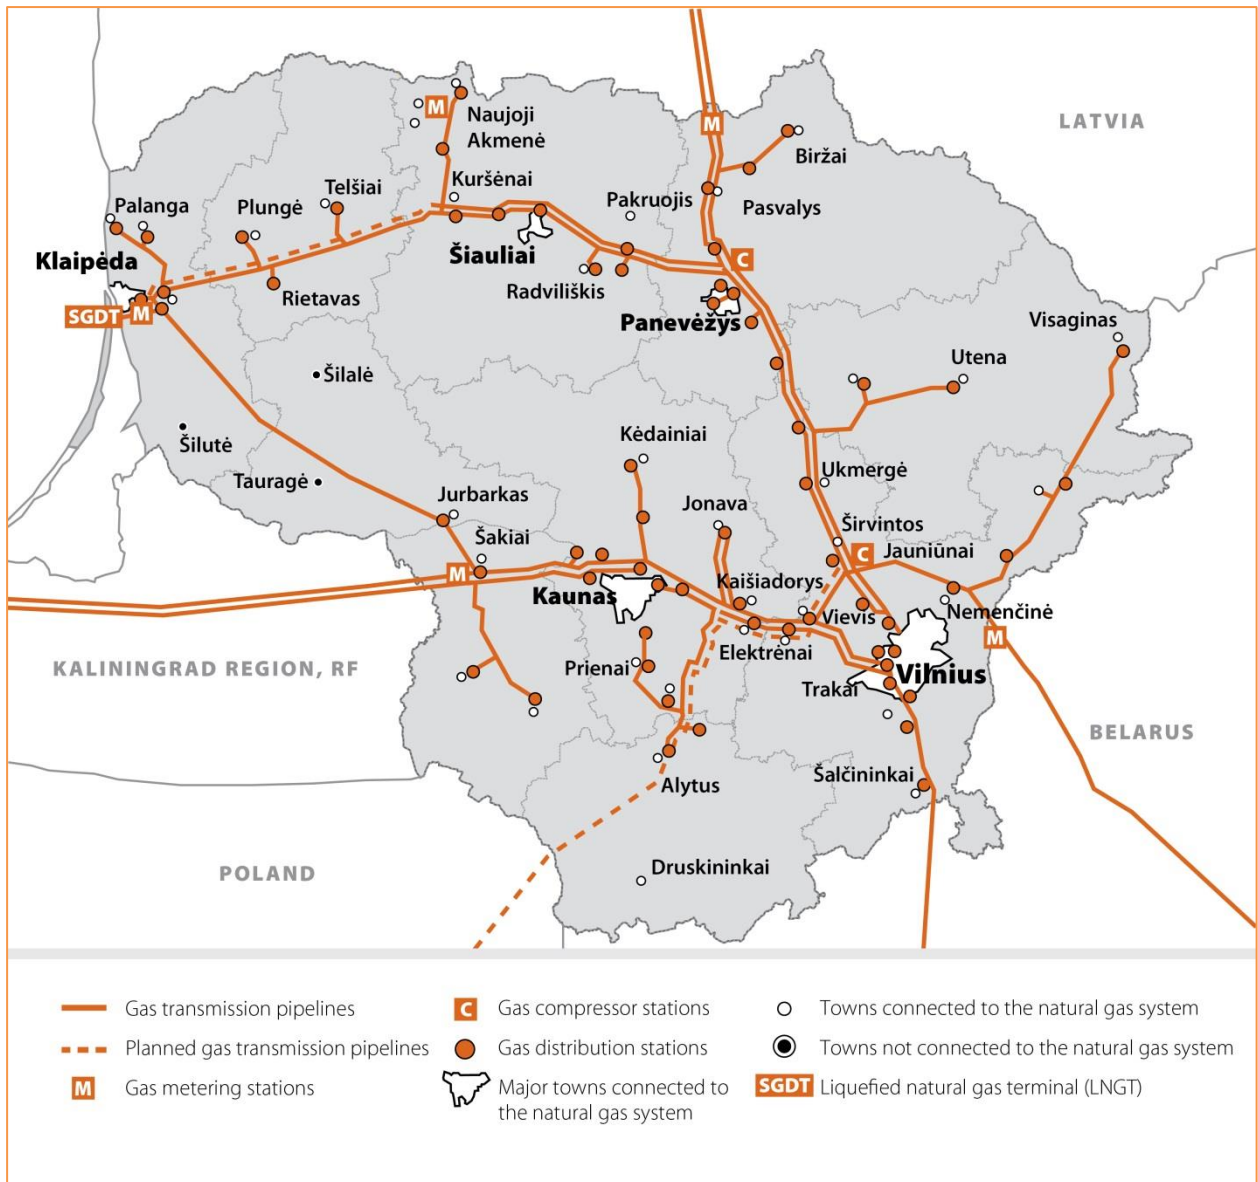 LATVIA
M
Naujoji
Akmenė
M
Biržai
Telšiai
Kuršėnai
Palanga
Plungė
Pakruojis
Pasvalys
Klaipėda
Šiauliai
C
Rietavas
Radviliškis
SGDT
M
Panevėžys
Visaginas
Utena
Šilalė
Šilutė
Kėdainiai
Tauragė
Ukmergė
Jurbarkas
Jonava
Širvintos
Šakiai
C
Jauniūnai
M
Kaunas
Kaišiadorys
Nemenčinė
Vievis
M
KALININGRAD REGION, RF
Prienai
Elektrėnai
Vilnius
Trakai
BELARUS
Alytus
Šalčininkai
POLAND
Druskininkai
Gas transmission pipelines
Planned gas transmission pipelines
M Gas metering stations
C Gas compressor stations
Gas distribution stations
Major towns connected to
the natural gas system
Towns connected to the natural gas system
Towns not connected to the natural gas system
SGDT Liquefied natural gas terminal (LNGT)